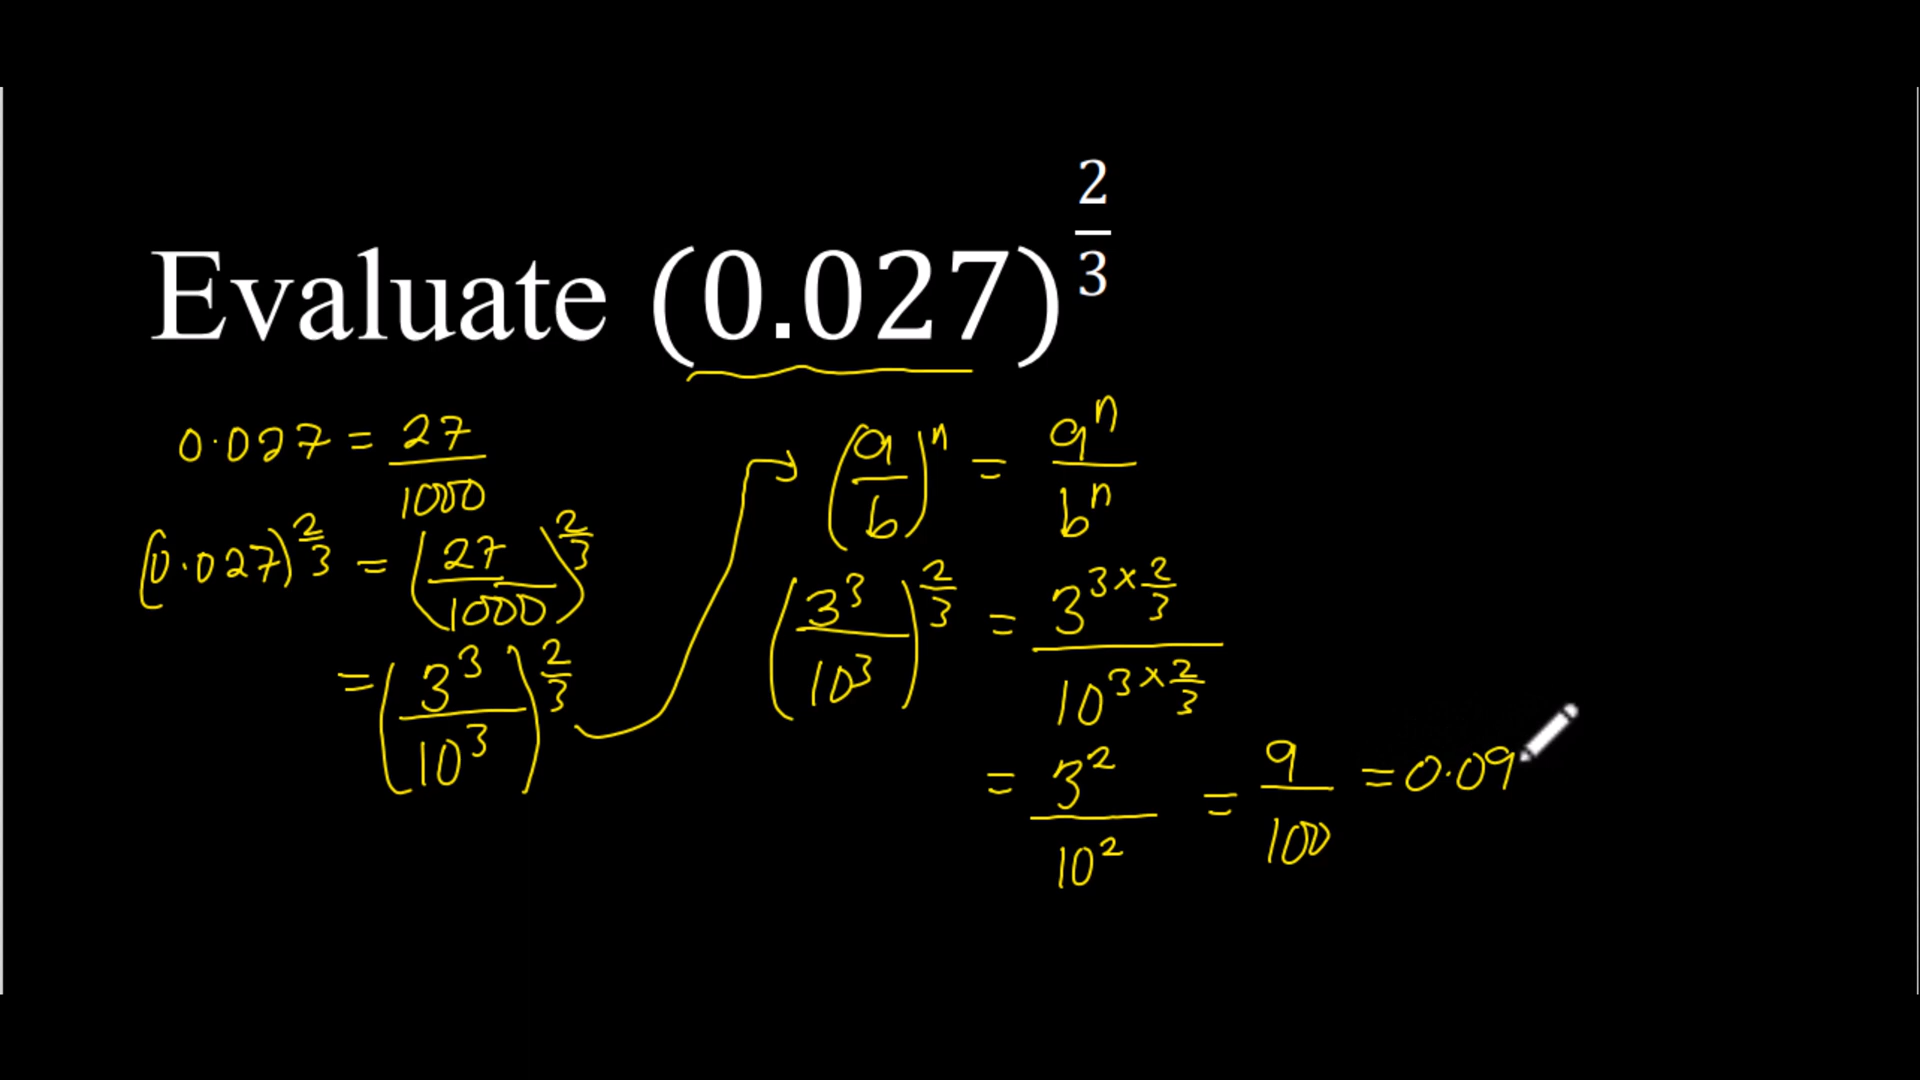 Evaluate (0.027)^(2/3)
0.027 = 27/1000
(0.027)^(2/3) = (27/1000)^(2/3)
= (3^3/10^3)^(2/3)
(a/b)^n = a^n/b^n
(3^3/10^3)^(2/3) = 3^(3×2/3)/10^(3×2/3)
= 3^2/10^2 = 9/100 = 0.09